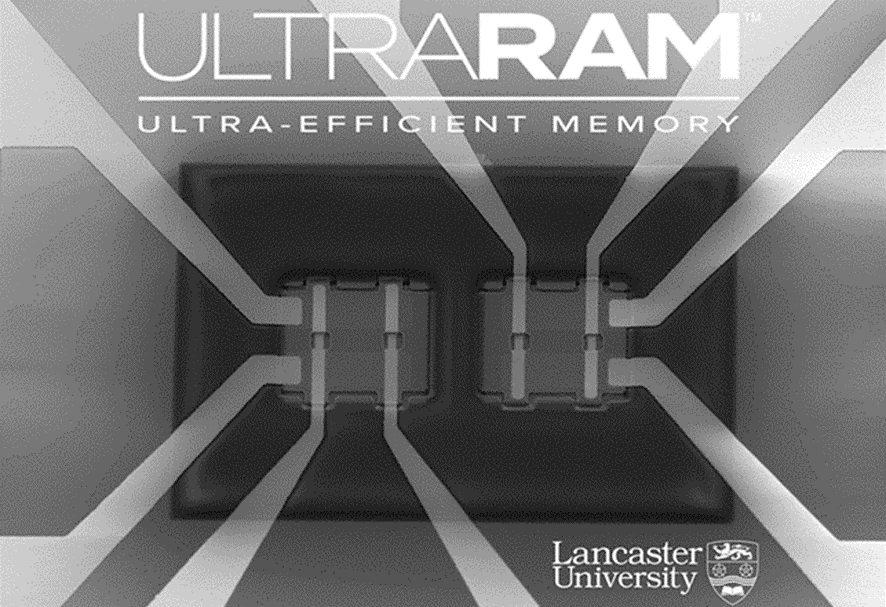 ULTRARAM™
ULTRA-EFFICIENT MEMORY
Lancaster
University